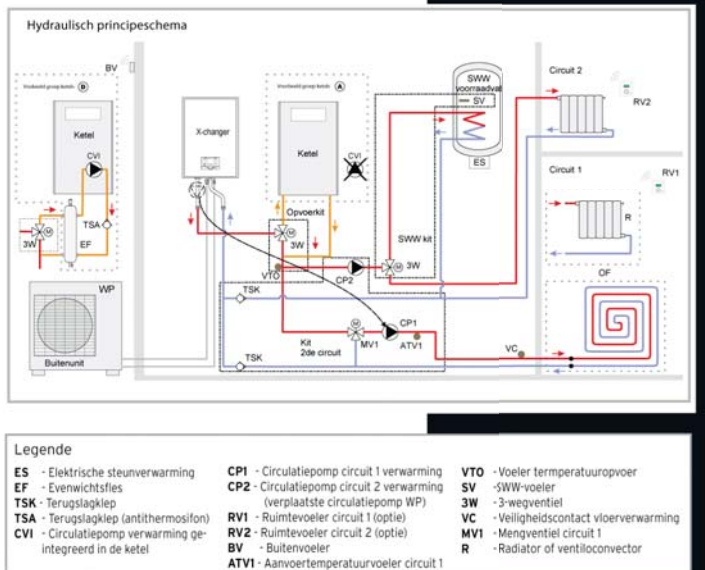 Hydraulisch principeschema
BV
Voorbeeld groep ketels B
Ketel
CVI
TSA
3W
EF
M
WP
Buitenunit
X-changer
Voorbeeld groep ketels A
Ketel
CVI
Opvoerkit
M
3W
VTO
CP2
SWW kit
M
3W
SWW
voorraadvat
SV
ES
TSK
TSK
Kit
2de circuit
M
MV1
CP1
ATV1
VC
Circuit 2
RV2
Circuit 1
RV1
R
OF
Legende
ES - Elektrische steunverwarming
EF - Evenwichtsfles
TSK - Terugslagklep
TSA - Terugslagklep (antithermosifon)
CVI - Circulatiepomp verwarming ge-
integreerd in de ketel
CP1 - Circulatiepomp circuit 1 verwarming
CP2 - Circulatiepomp circuit 2 verwarming
(verplaatste circulatiepomp WP)
RV1 - Ruimtevoeler circuit 1 (optie)
RV2 - Ruimtevoeler circuit 2 (optie)
BV - Buitenvoeler
ATV1 - Aanvoertemperatuurvoeler circuit 1
VTO - Voeler termperatuuropvoer
SV -SWW-voeler
3W - 3-wegventiel
VC - Veiligheidscontact vloerverwarming
MV1 - Mengventiel circuit 1
R - Radiator of ventiloconvector